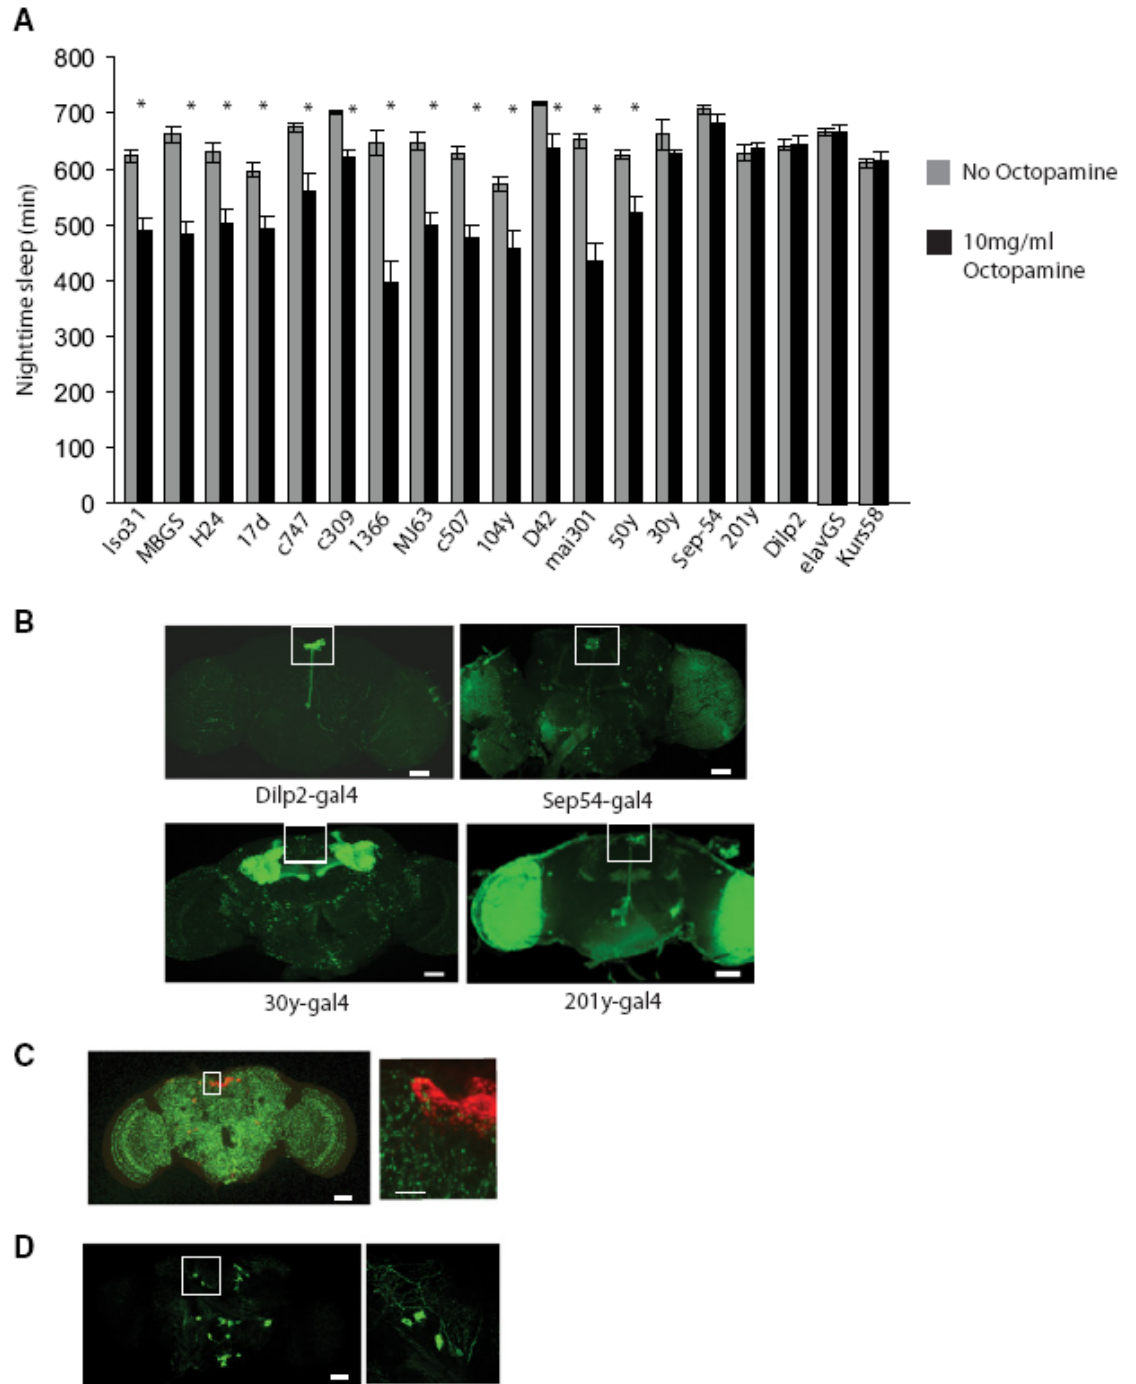 A
800
700
600
500
400
300
200
100
0
Nighttime sleep (min)
* * * * * * * * * * * * *
Iso31 MBGS H24 17d c747 c309 1366 MJ63 c507 104y D42 mai301 50y 30y Sep-54 201y Dilp2 elavGS Kurs58
No Octopamine
10mg/ml
Octopamine
B
Dilp2-gal4 Sep54-gal4
30y-gal4 201y-gal4
C
D